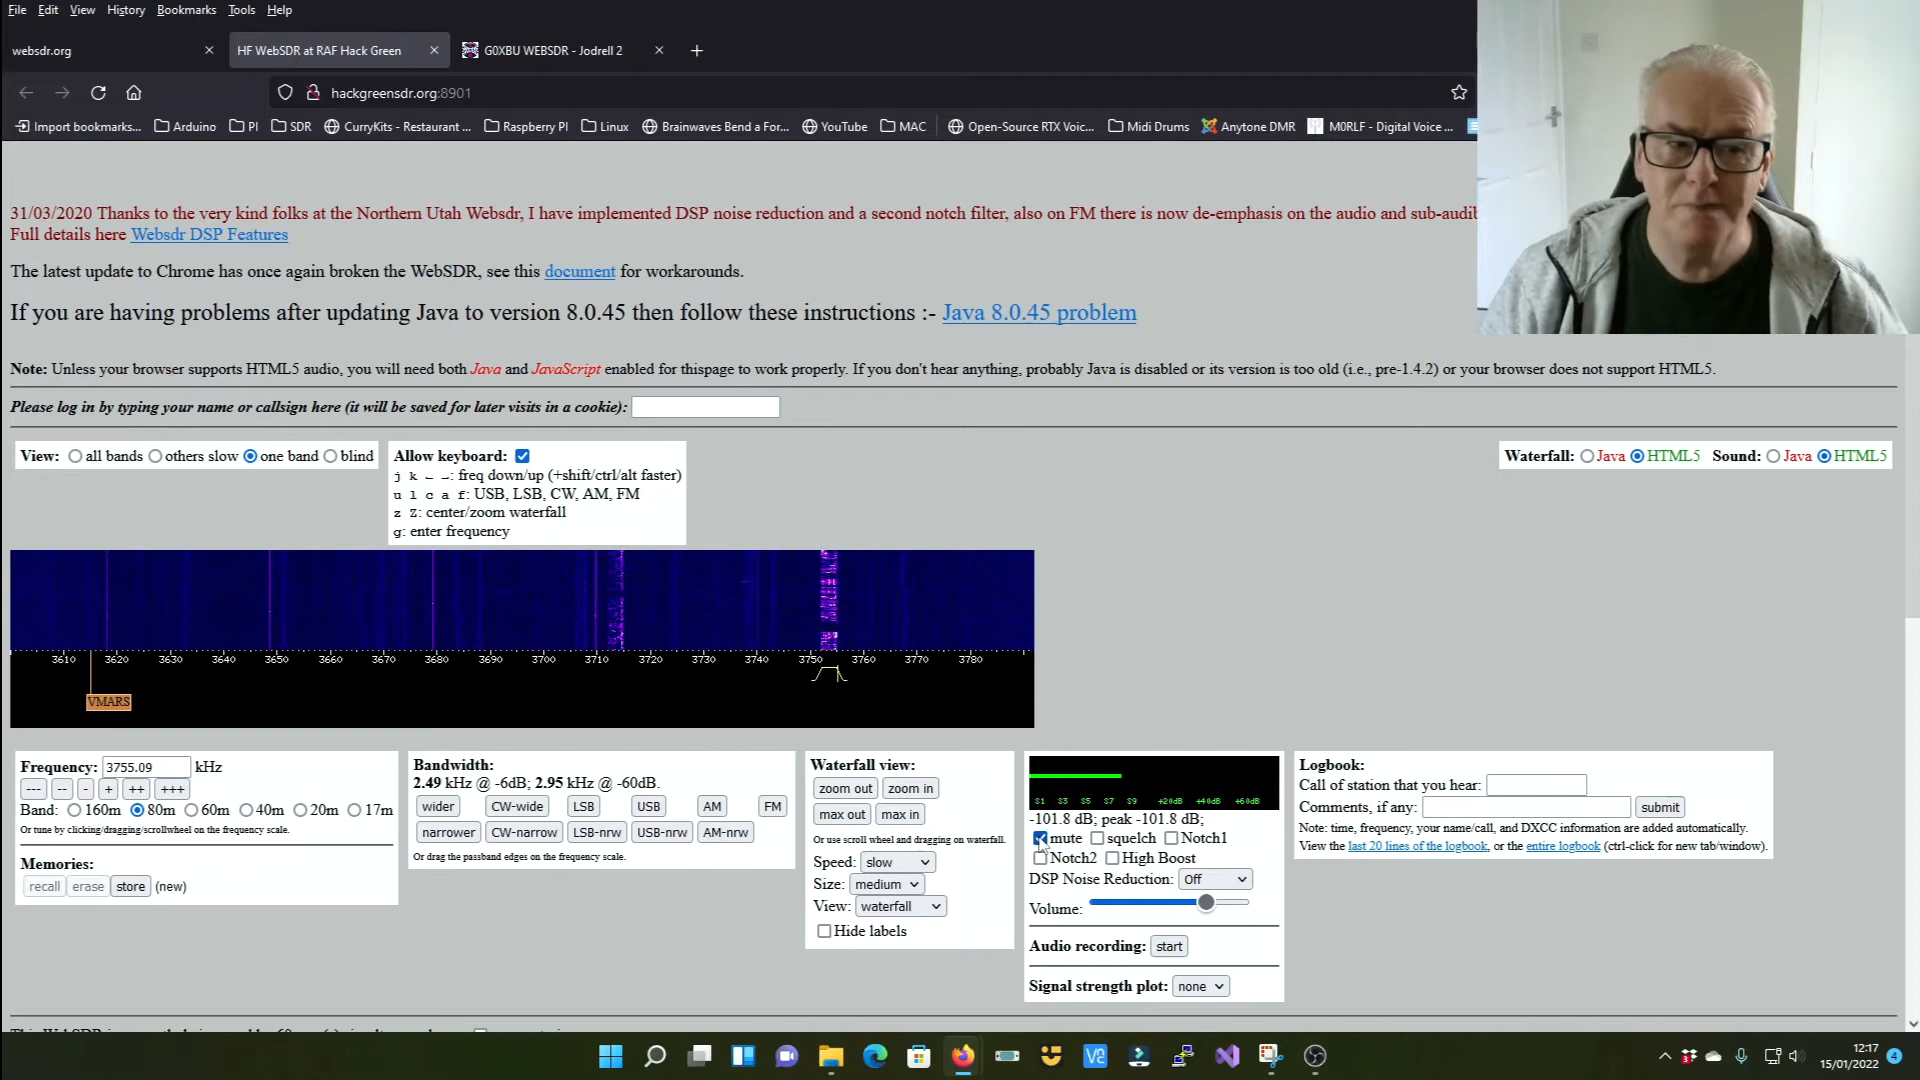 File Edit View History Bookmarks Tools Help
websdr.org
HF WebSDR at RAF Hack Green
G0XBU WEBSDR - Jodrell 2
hackgreensdr.org:8901
Import bookmarks... Arduino PI SDR CurryKits - Restaurant ... Raspberry PI Linux Brainwaves Bend a For... YouTube MAC Open-Source RTX Voic... Midi Drums Anytone DMR M0RLF - Digital Voice ...
31/03/2020 Thanks to the very kind folks at the Northern Utah Websdr, I have implemented DSP noise reduction and a second notch filter, also on FM there is now de-emphasis on the audio and sub-audib
Full details here Websdr DSP Features
The latest update to Chrome has once again broken the WebSDR, see this document for workarounds.
If you are having problems after updating Java to version 8.0.45 then follow these instructions :- Java 8.0.45 problem
Note: Unless your browser supports HTML5 audio, you will need both Java and JavaScript enabled for thispage to work properly. If you don't hear anything, probably Java is disabled or its version is too old (i.e., pre-1.4.2) or your browser does not support HTML5.
Please log in by typing your name or callsign here (it will be saved for later visits in a cookie):
View: all bands others slow one band blind
Allow keyboard:
j k ← →: freq down/up (+shift/ctrl/alt faster)
u l c a f: USB, LSB, CW, AM, FM
z Z: center/zoom waterfall
g: enter frequency
Waterfall: Java HTML5 Sound: Java HTML5
3610 3620 3630 3640 3650 3660 3670 3680 3690 3700 3710 3720 3730 3740 3750 3760 3770 3780
VMARS
Frequency: 3755.09 kHz
--- -- - + ++ +++
Band: 160m 80m 60m 40m 20m 17m
Or tune by clicking/dragging/scrollwheel on the frequency scale.
Memories:
recall erase store (new)
Bandwidth:
2.49 kHz @ -6dB; 2.95 kHz @ -60dB.
wider CW-wide LSB USB AM FM
narrower CW-narrow LSB-nrw USB-nrw AM-nrw
Or drag the passband edges on the frequency scale.
Waterfall view:
zoom out zoom in
max out max in
Or use scroll wheel and dragging on waterfall.
Speed: slow
Size: medium
View: waterfall
Hide labels
S1 S3 S5 S7 S9 +20dB +40dB +60dB
-101.8 dB; peak -101.8 dB;
mute squelch Notch1
Notch2 High Boost
DSP Noise Reduction: Off
Volume:
Audio recording: start
Signal strength plot: none
Logbook:
Call of station that you hear:
Comments, if any: submit
Note: time, frequency, your name/call, and DXCC information are added automatically.
View the last 20 lines of the logbook, or the entire logbook (ctrl-click for new tab/window).
12:17
15/01/2022
4